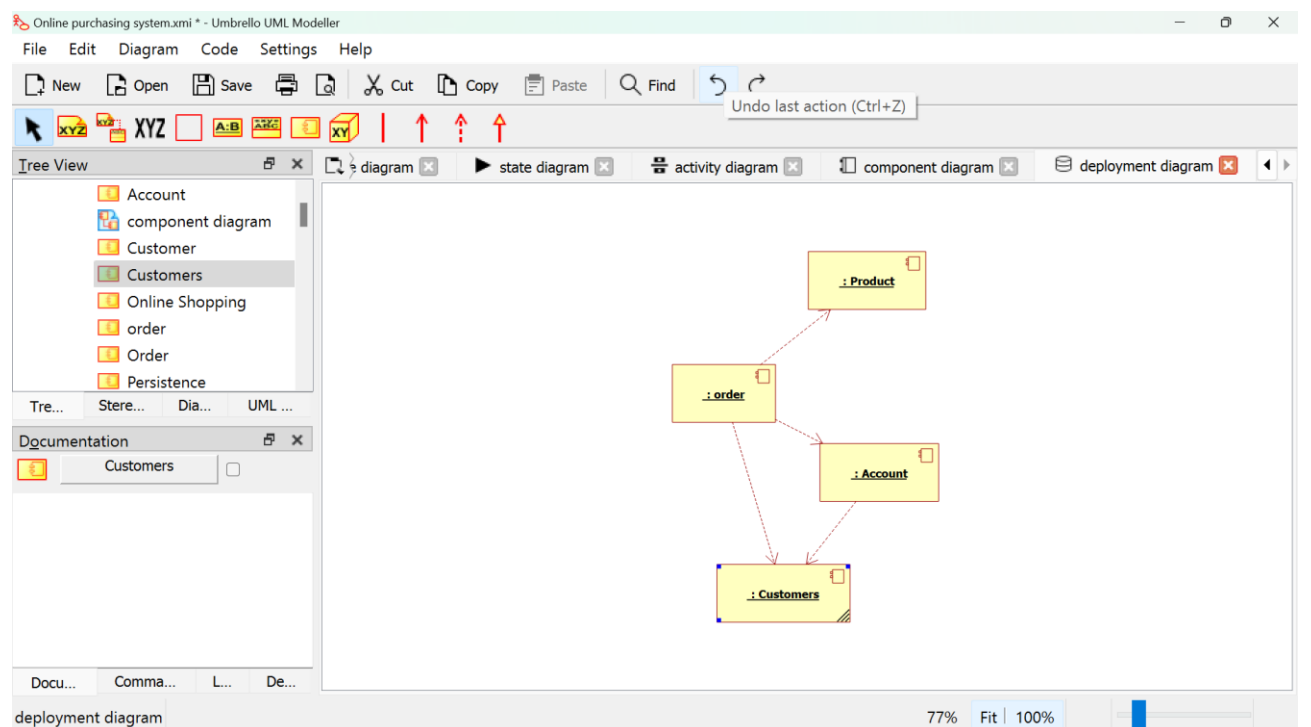 Online purchasing system.xmi * - Umbrello UML Modeller
File Edit Diagram Code Settings Help
New Open Save Cut Copy Paste Find
Undo last action (Ctrl+Z)
XYZ XYZ XYZ A:B ABC XY
Tree View
e diagram state diagram activity diagram component diagram deployment diagram
Account
component diagram
Customer
Customers
Online Shopping
order
Order
Persistence
Tre... Stere... Dia... UML ...
Documentation
Customers
: Product
: order
: Account
: Customers
Docu... Comma... L... De...
deployment diagram
77% Fit 100%